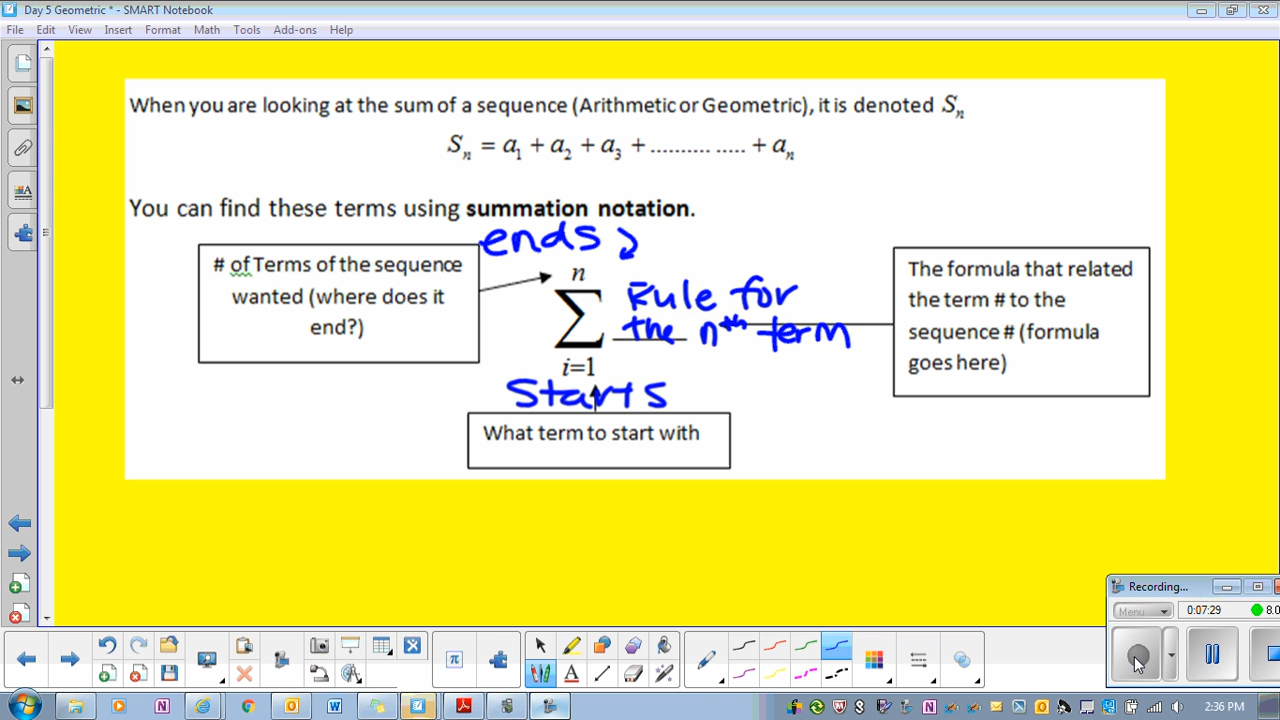 Day 5 Geometric * - SMART Notebook
File Edit View Insert Format Math Tools Add-ons Help
When you are looking at the sum of a sequence (Arithmetic or Geometric), it is denoted Sn
Sn = a1 + a2 + a3 + .......... ..... + an
You can find these terms using summation notation.
ends
# of Terms of the sequence
wanted (where does it
end?)
n
∑
i=1
Rule for
the nth term
The formula that related
the term # to the
sequence # (formula
goes here)
Starts
What term to start with
Recording...
Menu
0:07:29
8.0
2:36 PM